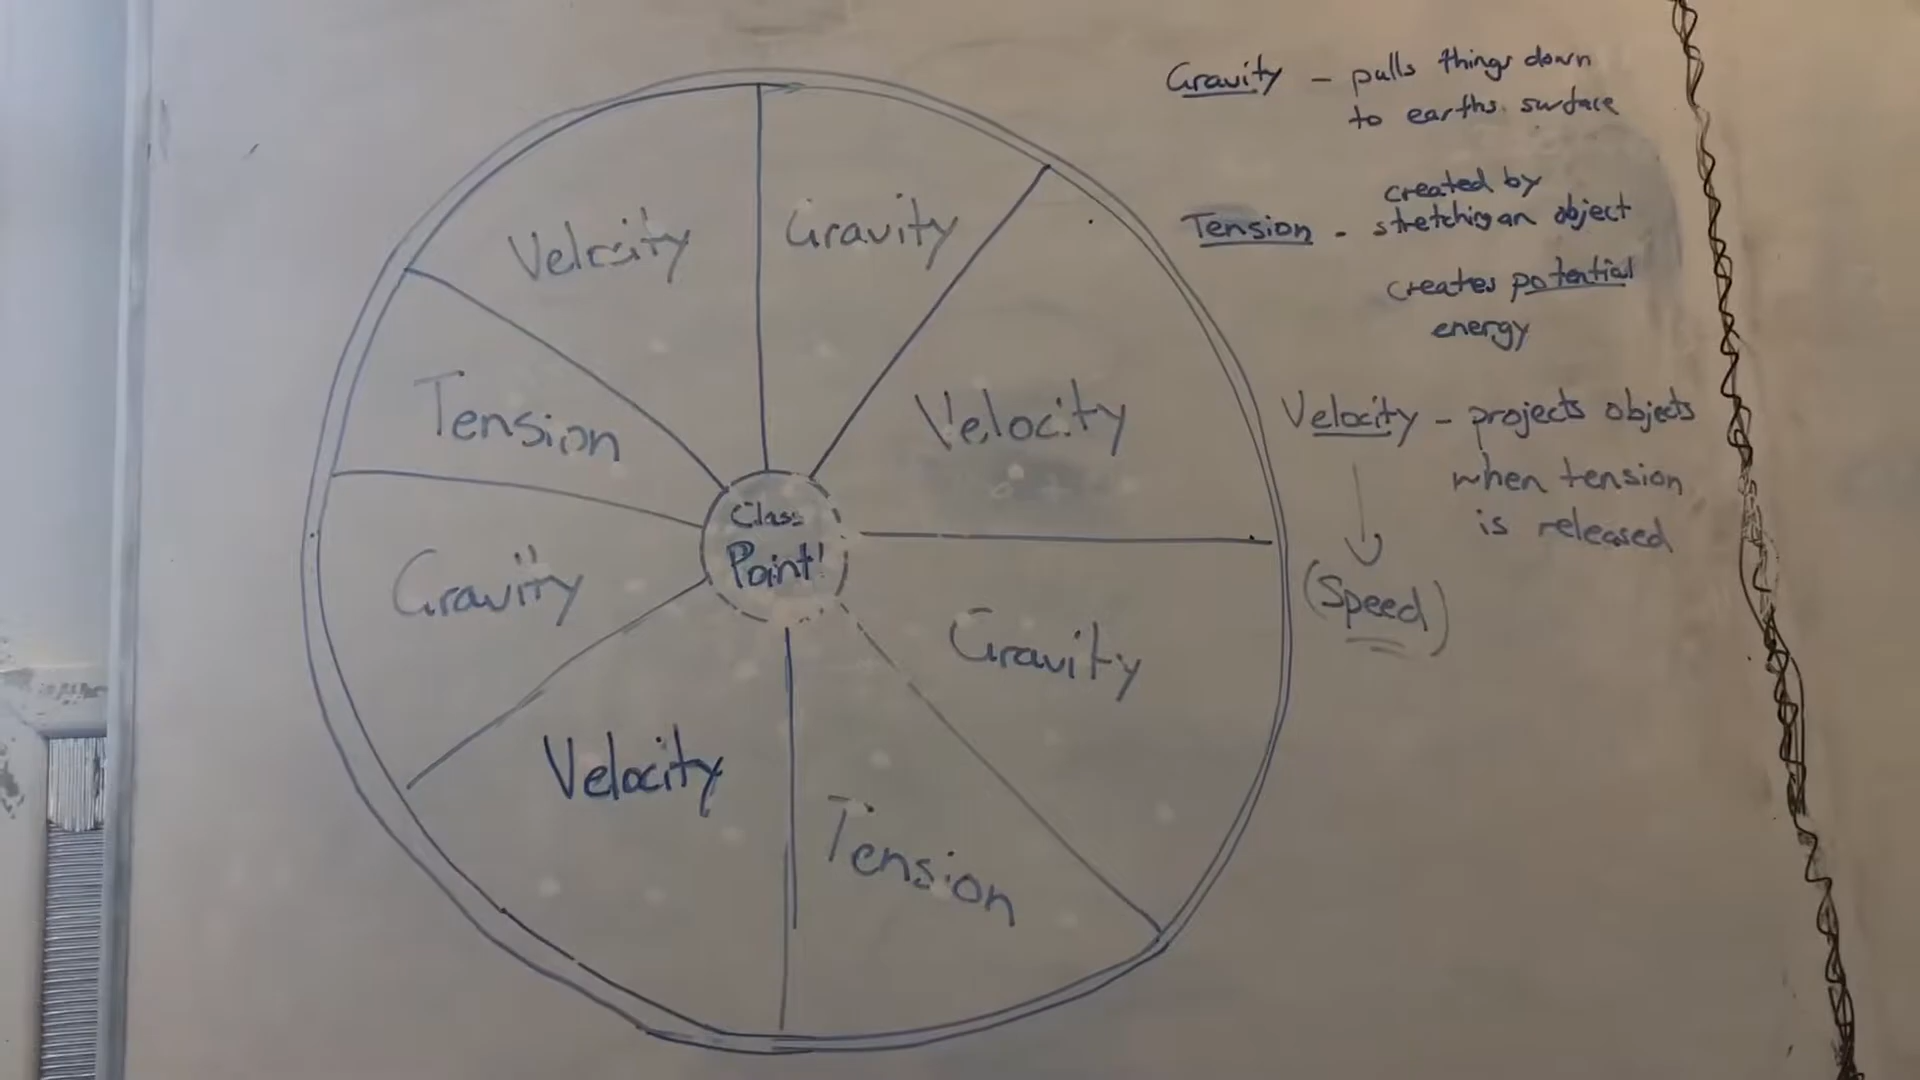 Gravity - pulls things down
to earths surface
Tension - created by
stretching an object
creates potential
energy
Velocity - projects objects
when tension
is released
(Speed)
Velocity
Gravity
Tension
Velocity
Gravity
Class
Point!
Gravity
Velocity
Tension